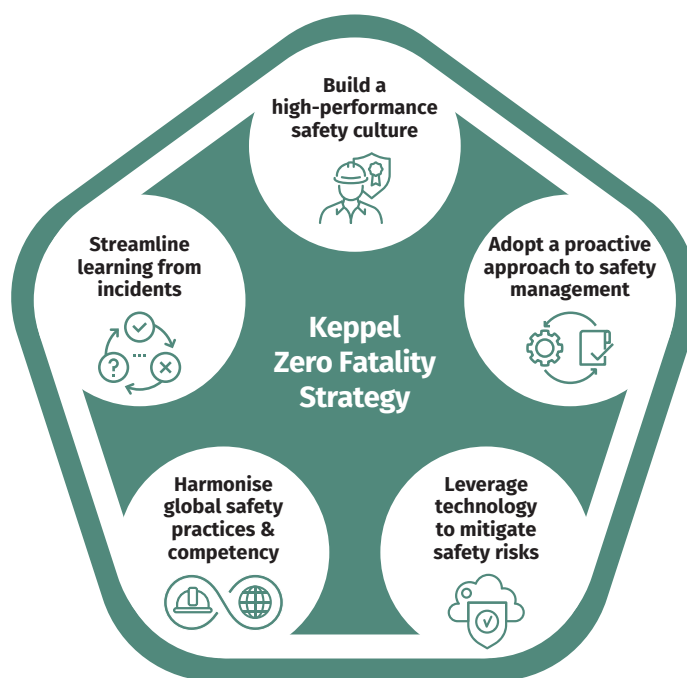 Build a
high-performance
safety culture
Streamline
learning from
incidents
Adopt a proactive
approach to safety
management
Keppel
Zero Fatality
Strategy
Harmonise
global safety
practices &
competency
Leverage
technology
to mitigate
safety risks